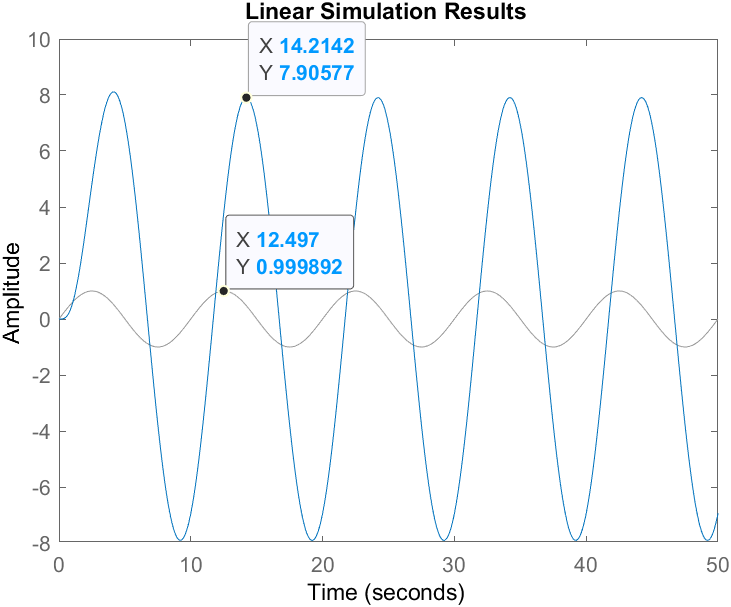 Linear Simulation Results
X 14.2142
Y 7.90577
X 12.497
Y 0.999892
Amplitude
10
8
6
4
2
0
-2
-4
-6
-8
0 10 20 30 40 50
Time (seconds)